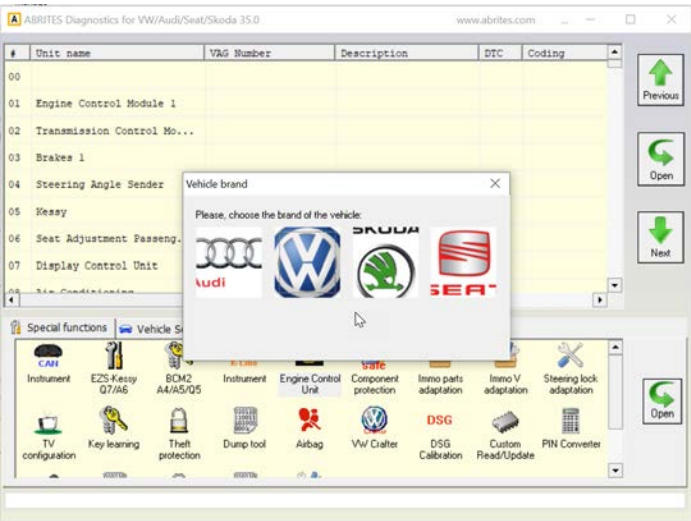 ABRITES Diagnostics for VW/Audi/Seat/Skoda 35.0
www.abrites.com
# Unit name VAG Number Description DTC Coding
00
01 Engine Control Module 1
02 Transmission Control Mo...
03 Brakes 1
04 Steering Angle Sender
05 Kessy
06 Seat Adjustment Passeng.
07 Display Control Unit
08 Air Conditioning
Previous
Open
Next
Vehicle brand
Please, choose the brand of the vehicle:
Audi
SKODA
SEAT
Special functions Vehicle S
CAN
Instrument
EZS-Kessy
Q7/A6
BCM2
A4/A5/Q5
Instrument
Engine Control
Unit
safe
Component
protection
Immo parts
adaptation
Immo V
adaptation
Steering lock
adaptation
Open
TV
configuration
Key learning
Theft
protection
Dump tool
Airbag
VW Crafter
DSG
DSG
Calibration
Custom
Read/Update
PIN Converter